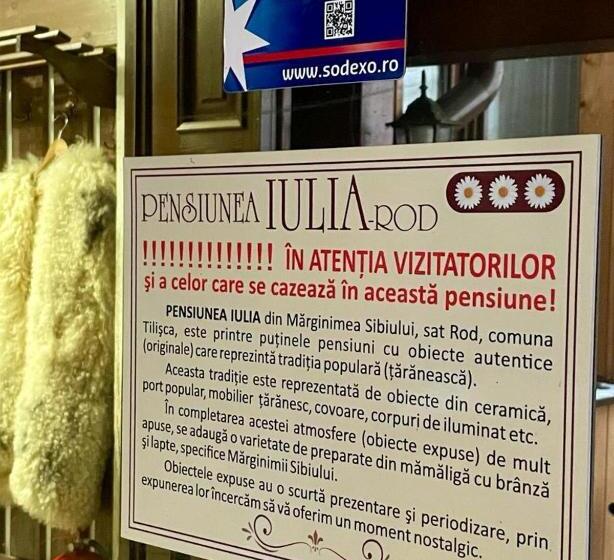 www.sodexo.ro
PENSIUNEA IULIA-ROD
!!!!!!!!!!!!!! ÎN ATENȚIA VIZITATORILOR
și a celor care se cazează în această pensiune!
PENSIUNEA IULIA din Mărginimea Sibiului, sat Rod, comuna
Tilișca, este printre puținele pensiuni cu obiecte autentice
(originale) care reprezintă tradiția populară (țărănească).
Aceasta tradiție este reprezentată de obiecte din ceramică,
port popular, mobilier țărănesc, covoare, corpuri de iluminat etc.
În completarea acestei atmosfere (obiecte expuse) de mult
apuse, se adaugă o varietate de preparate din mămăligă cu brânză
și lapte, specifice Mărginimii Sibiului.
Obiectele expuse au o scurtă prezentare și periodizare, prin
expunerea lor încercăm să vă oferim un moment nostalgic.